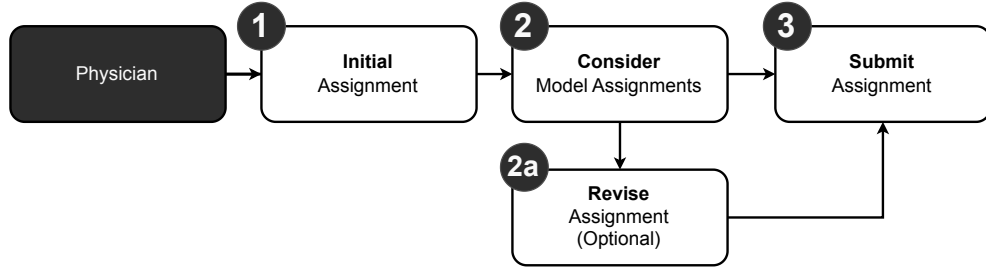 Physician
1
Initial
Assignment
2
Consider
Model Assignments
3
Submit
Assignment
2a
Revise
Assignment
(Optional)